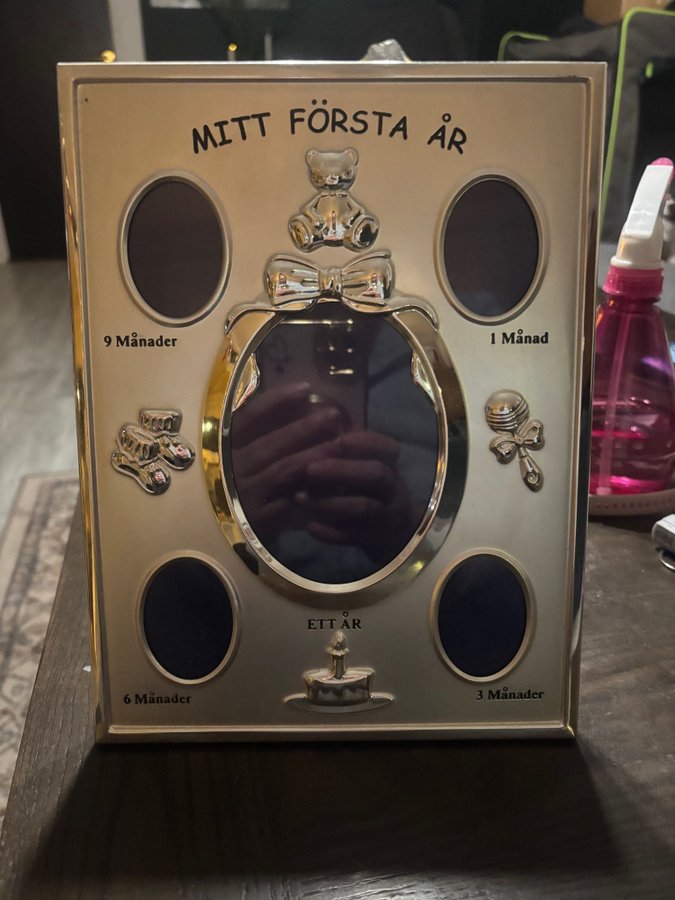 MITT FÖRSTA ÅR
9 Månader
1 Månad
ETT ÅR
6 Månader
3 Månader